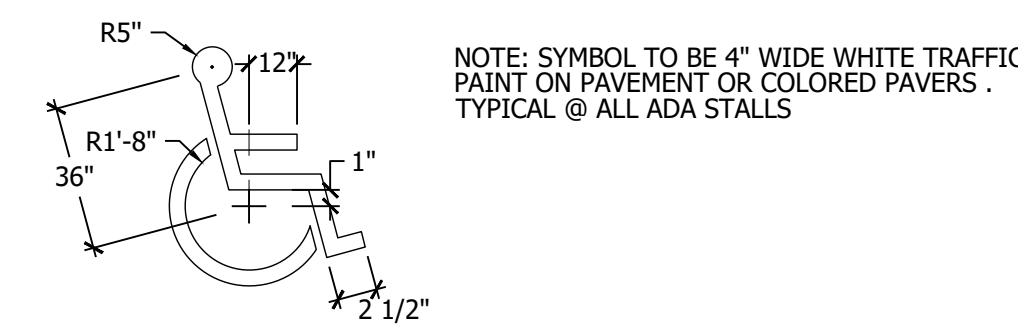 R5"
12"
NOTE: SYMBOL TO BE 4" WIDE WHITE TRAFFIC
PAINT ON PAVEMENT OR COLORED PAVERS .
TYPICAL @ ALL ADA STALLS
R1'-8"
1"
36"
2 1/2"